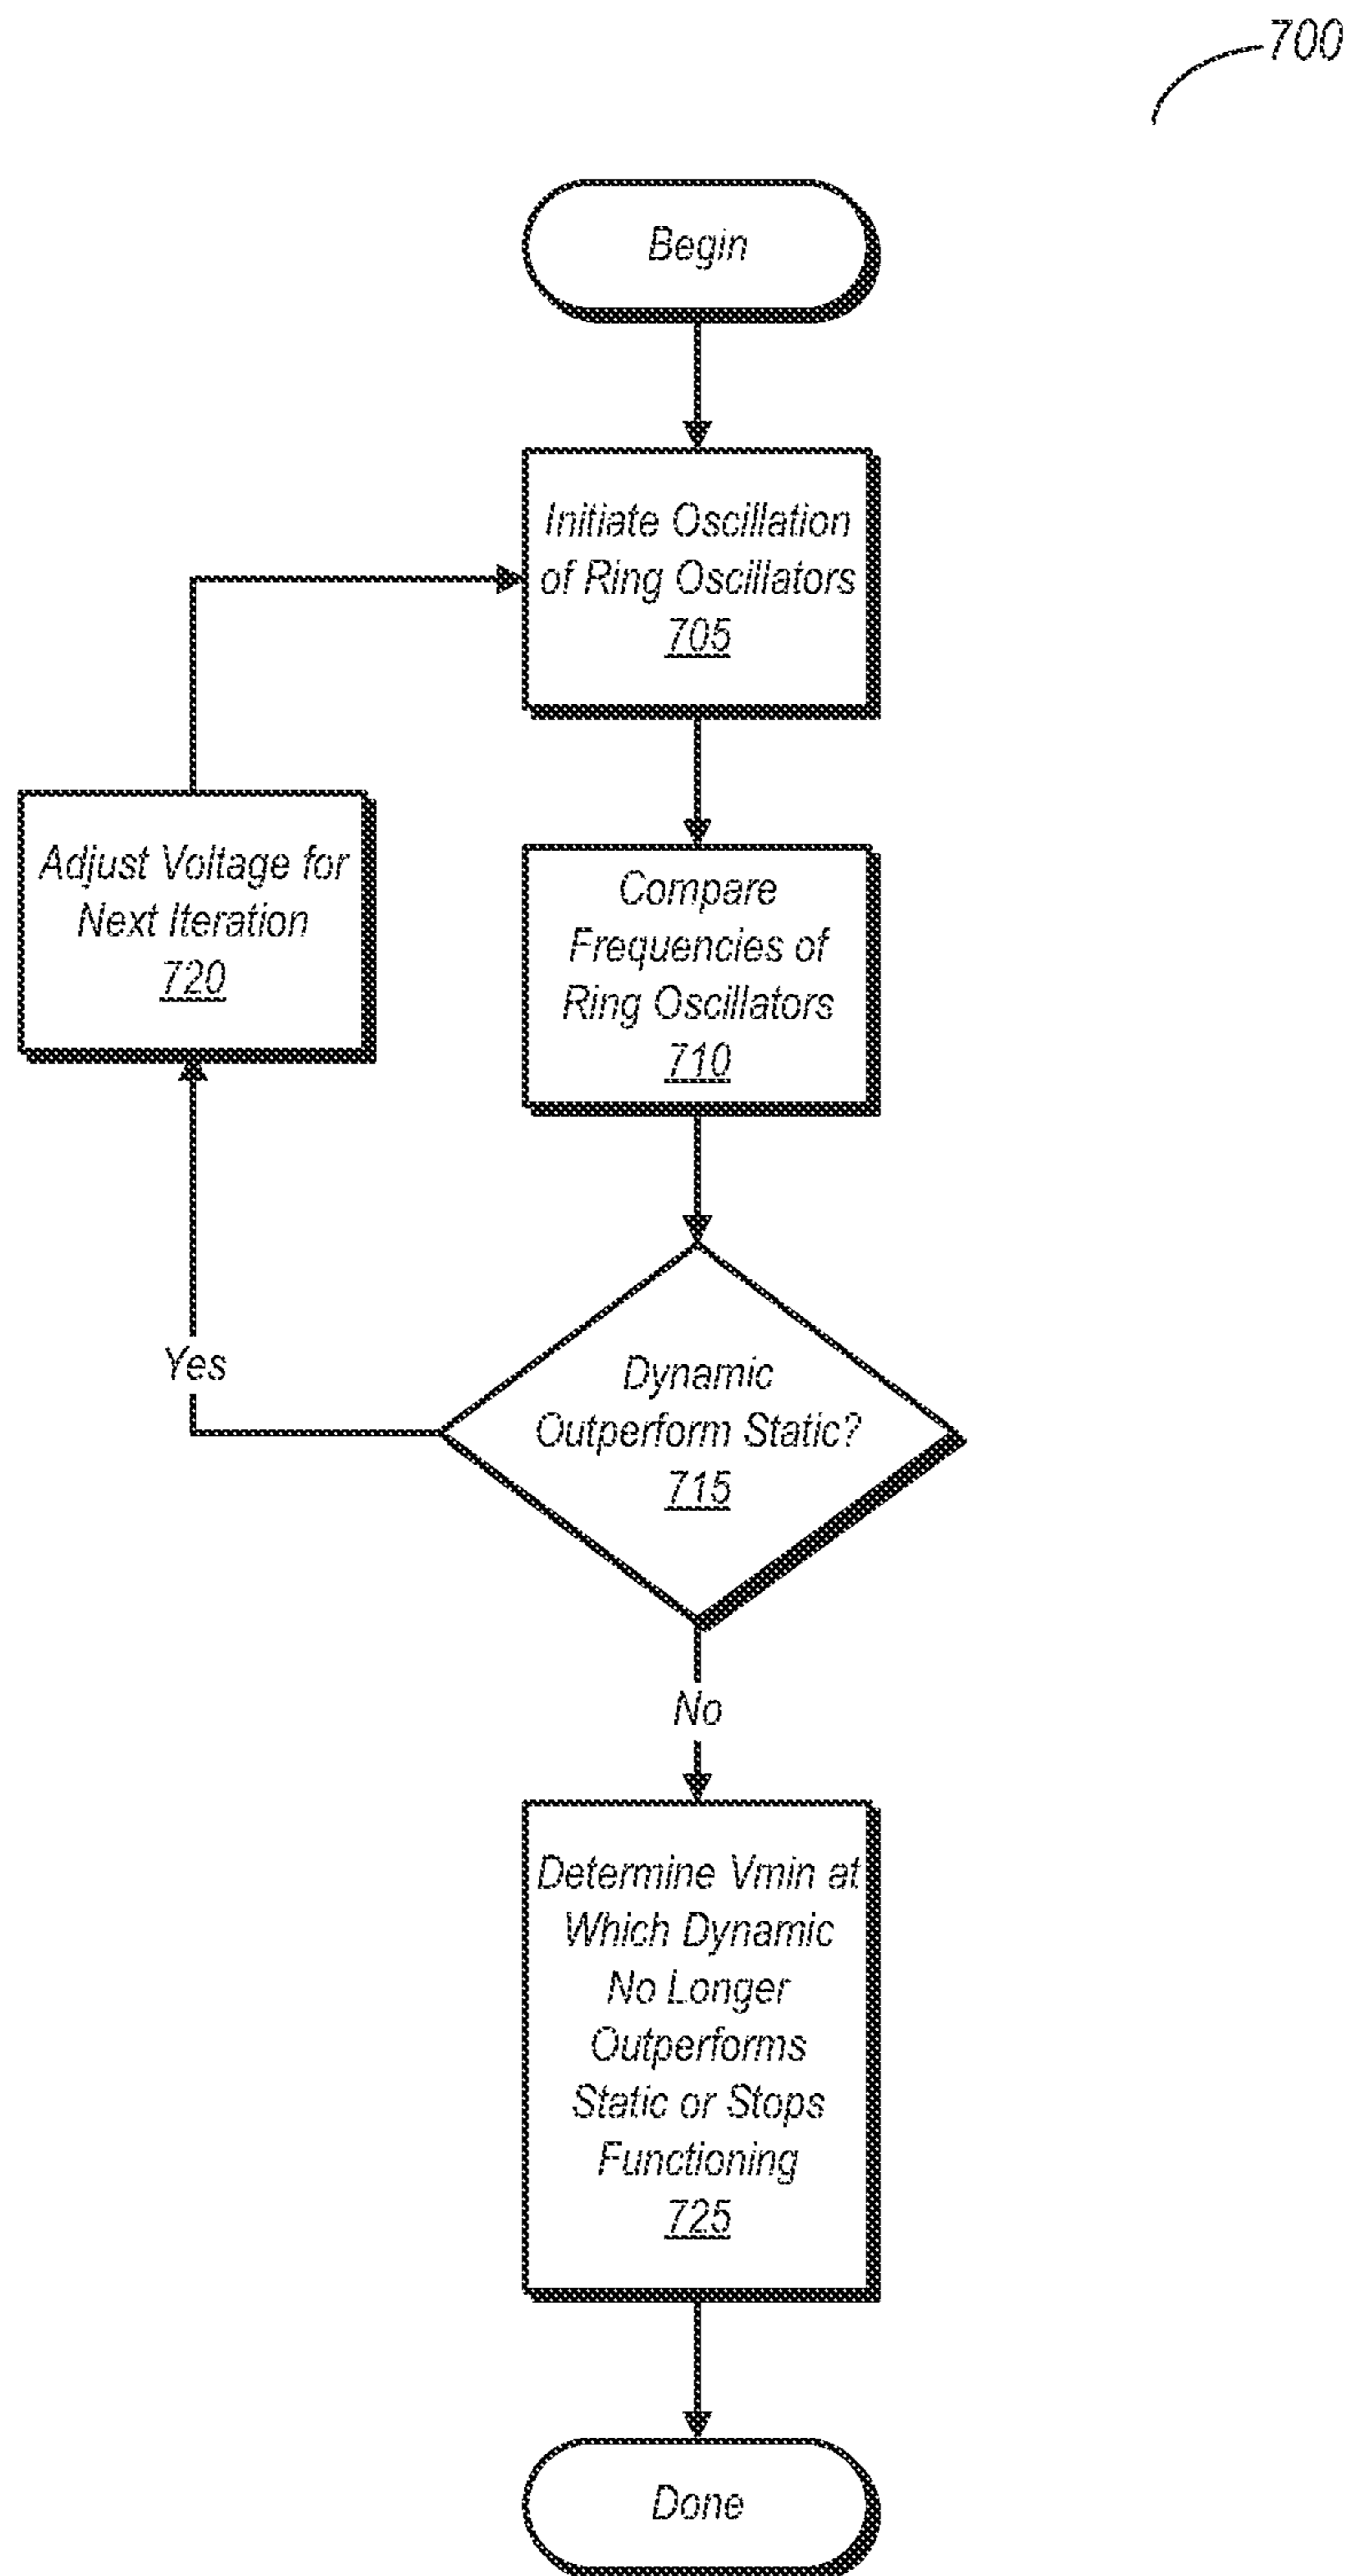 700
Begin
Initiate Oscillation
of Ring Oscillators
705
Adjust Voltage for
Next Iteration
720
Compare
Frequencies of
Ring Oscillators
710
Dynamic
Outperform Static?
715
Yes
No
Determine Vmin at
Which Dynamic
No Longer
Outperforms
Static or Stops
Functioning
725
Done